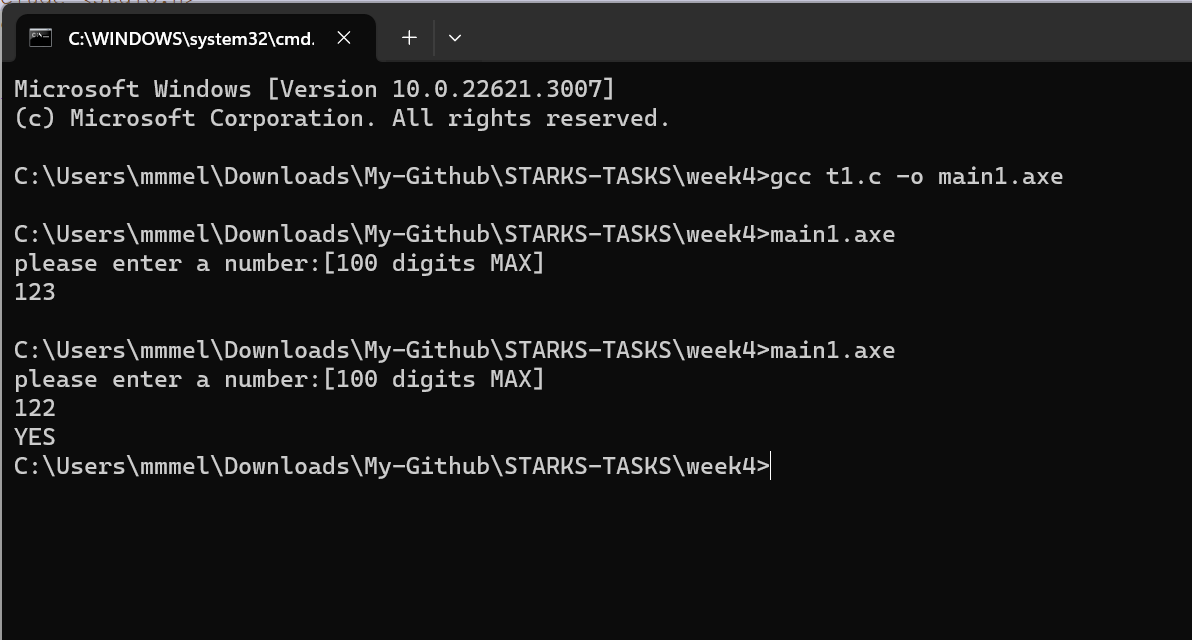 C:\WINDOWS\system32\cmd.
Microsoft Windows [Version 10.0.22621.3007]
(c) Microsoft Corporation. All rights reserved.
C:\Users\mmmel\Downloads\My-Github\STARKS-TASKS\week4>gcc t1.c -o main1.axe
C:\Users\mmmel\Downloads\My-Github\STARKS-TASKS\week4>main1.axe
please enter a number:[100 digits MAX]
123
C:\Users\mmmel\Downloads\My-Github\STARKS-TASKS\week4>main1.axe
please enter a number:[100 digits MAX]
122
YES
C:\Users\mmmel\Downloads\My-Github\STARKS-TASKS\week4>